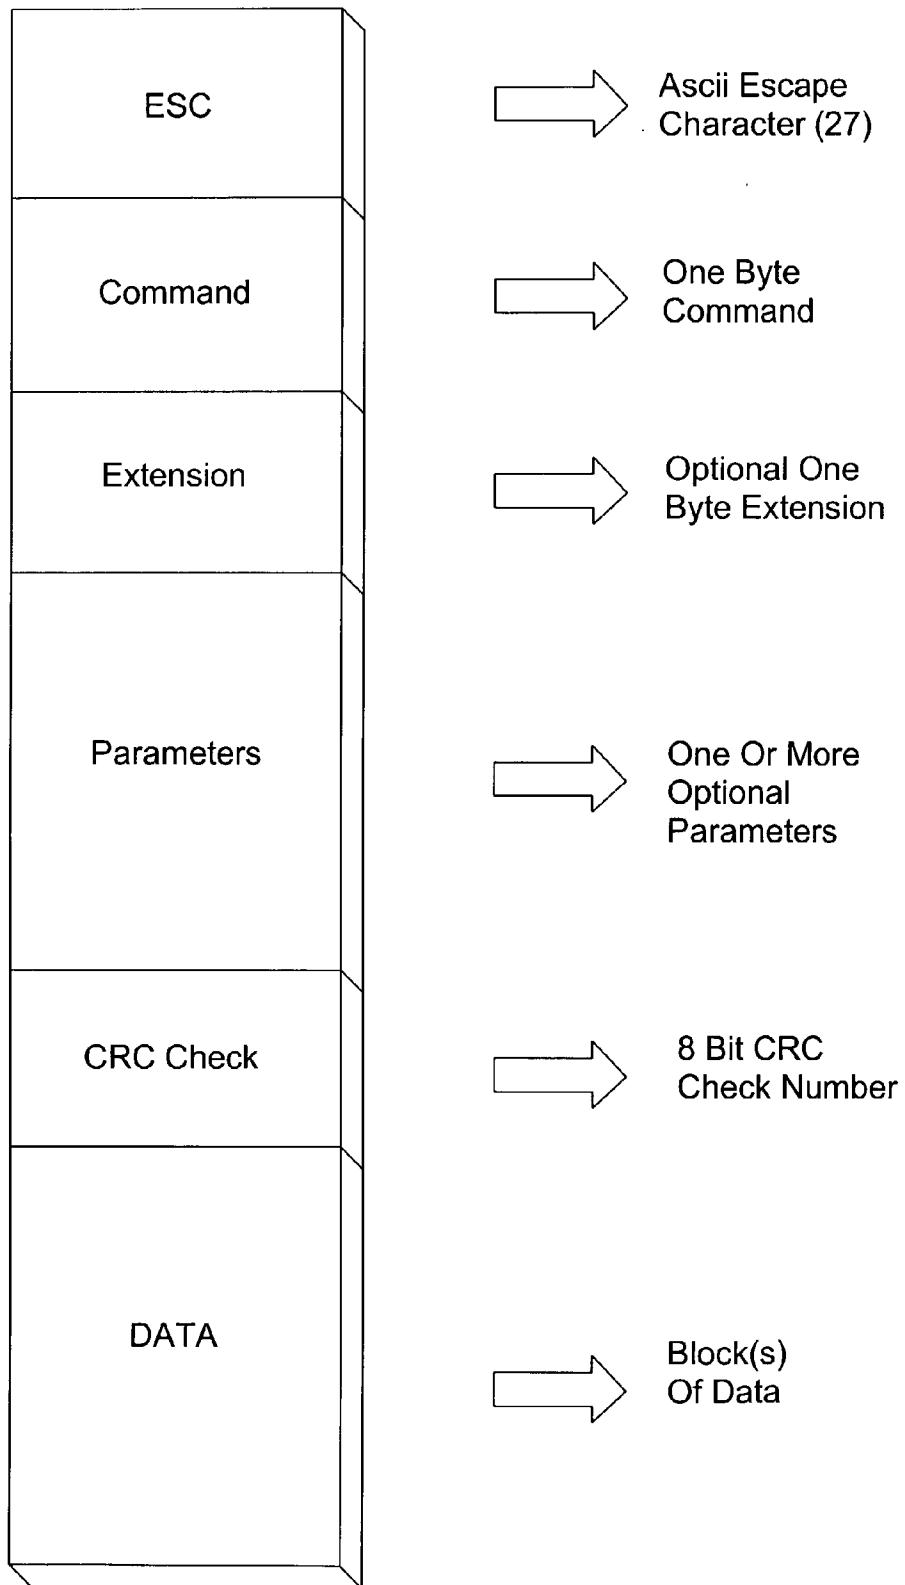 ESC
Ascii Escape
Character (27)
Command
One Byte
Command
Extension
Optional One
Byte Extension
Parameters
One Or More
Optional
Parameters
CRC Check
8 Bit CRC
Check Number
DATA
Block(s)
Of Data